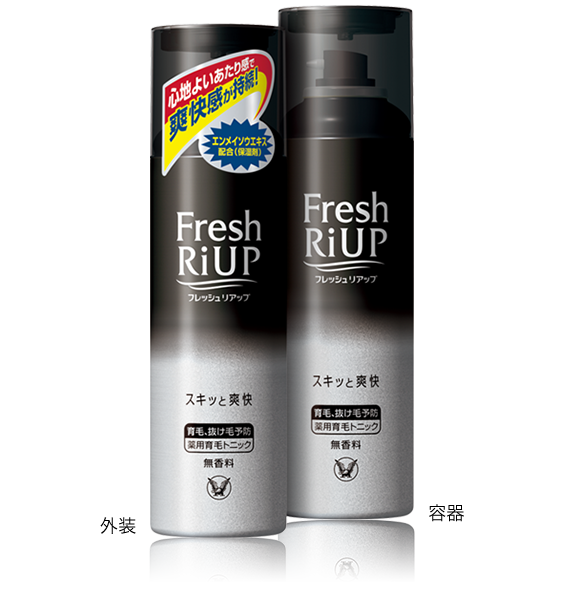 心地よいあたり感で
爽快感が持続!
エンメイソウエキス
配合(保湿剤)
Fresh
RiUP
フレッシュリアップ
スキッと爽快
育毛、抜け毛予防
薬用育毛トニック
無香料
Fresh
RiUP
フレッシュリアップ
スキッと爽快
育毛、抜け毛予防
薬用育毛トニック
無香料
外装
容器